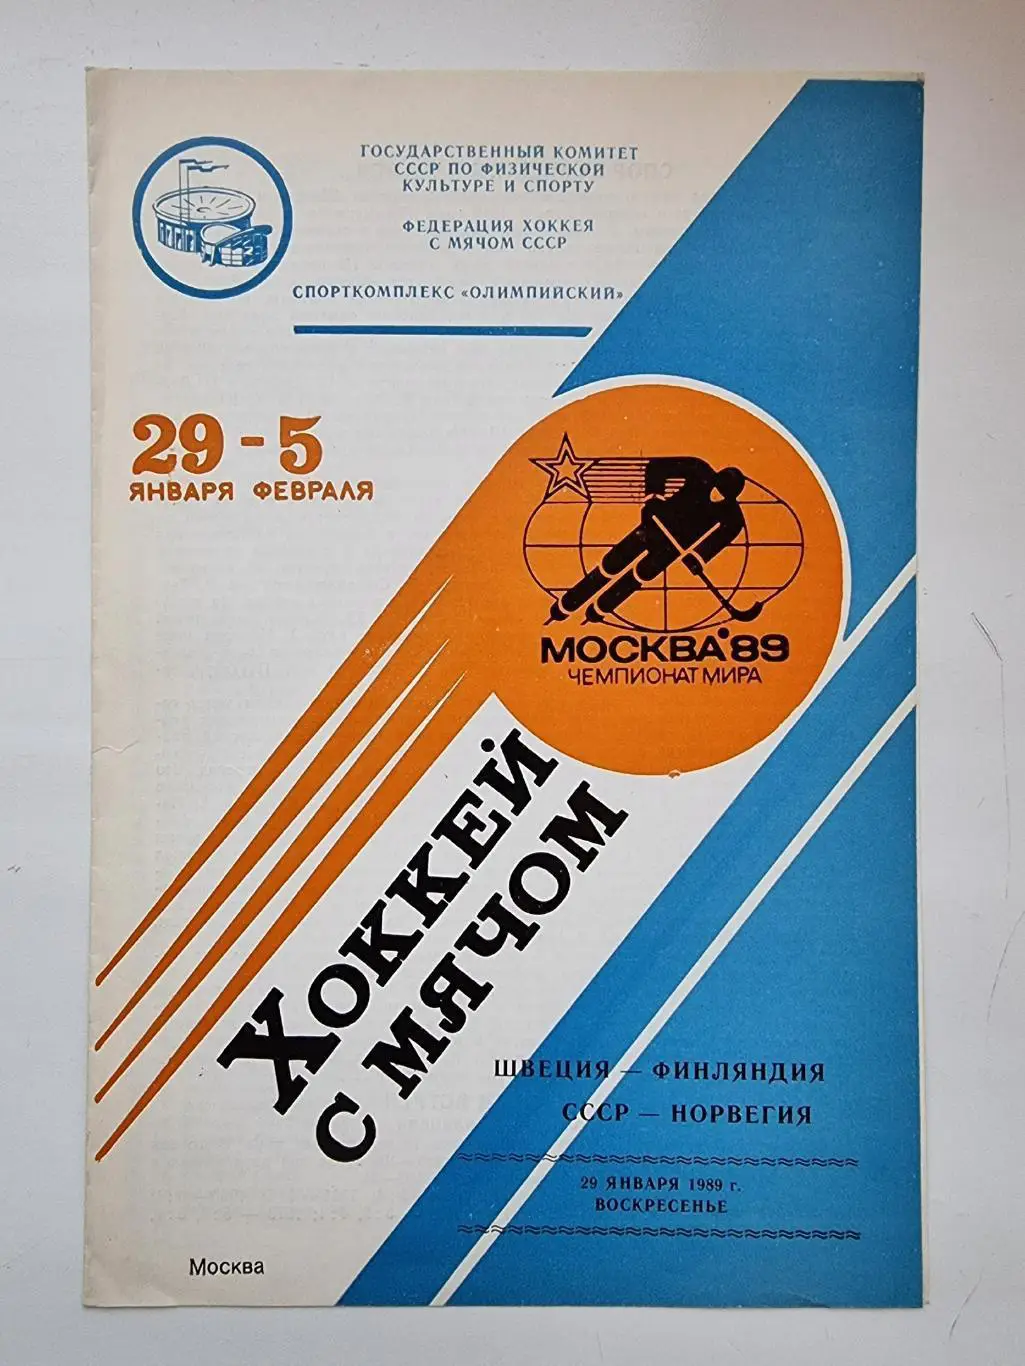 ГОСУДАРСТВЕННЫЙ КОМИТЕТ
СССР ПО ФИЗИЧЕСКОЙ
КУЛЬТУРЕ И СПОРТУ
ФЕДЕРАЦИЯ ХОККЕЯ
С МЯЧОМ СССР
СПОРТКОМПЛЕКС «ОЛИМПИЙСКИЙ»
29 - 5
ЯНВАРЯ ФЕВРАЛЯ
МОСКВА'89
ЧЕМПИОНАТ МИРА
ХОККЕЙ
С МЯЧОМ
ШВЕЦИЯ — ФИНЛЯНДИЯ
СССР — НОРВЕГИЯ
29 ЯНВАРЯ 1989 г.
ВОСКРЕСЕНЬЕ
Москва